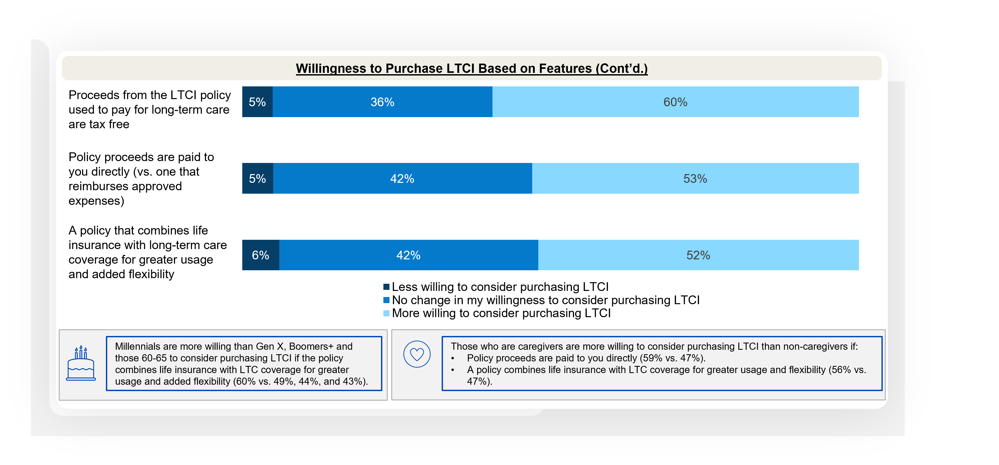 Willingness to Purchase LTCI Based on Features (Cont’d.)
Proceeds from the LTCI policy
used to pay for long-term care
are tax free
5%
36%
60%
Policy proceeds are paid to
you directly (vs. one that
reimburses approved
expenses)
5%
42%
53%
A policy that combines life
insurance with long-term care
coverage for greater usage
and added flexibility
6%
42%
52%
Less willing to consider purchasing LTCI
No change in my willingness to consider purchasing LTCI
More willing to consider purchasing LTCI
Millennials are more willing than Gen X, Boomers+ and
those 60-65 to consider purchasing LTCI if the policy
combines life insurance with LTC coverage for greater
usage and added flexibility (60% vs. 49%, 44%, and 43%).
Those who are caregivers are more willing to consider purchasing LTCI than non-caregivers if:
• Policy proceeds are paid to you directly (59% vs. 47%).
• A policy combines life insurance with LTC coverage for greater usage and flexibility (56% vs.
47%).